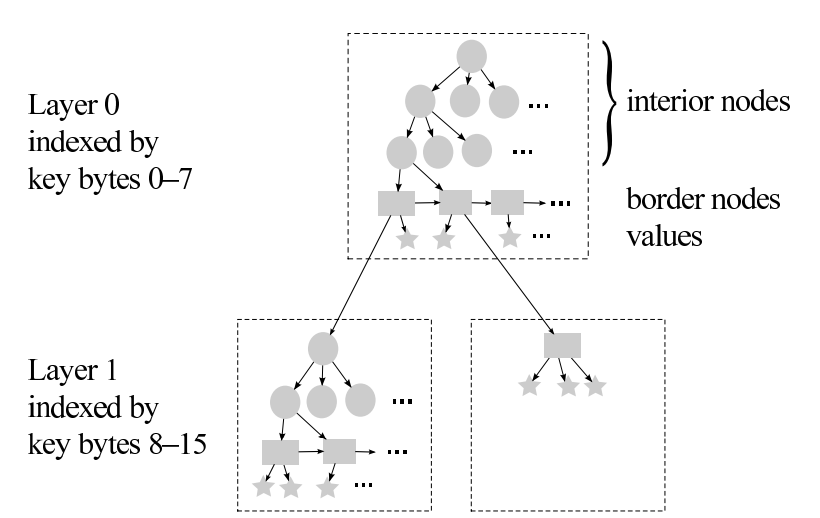 Layer 0
indexed by
key bytes 0–7
interior nodes
border nodes
values
Layer 1
indexed by
key bytes 8–15